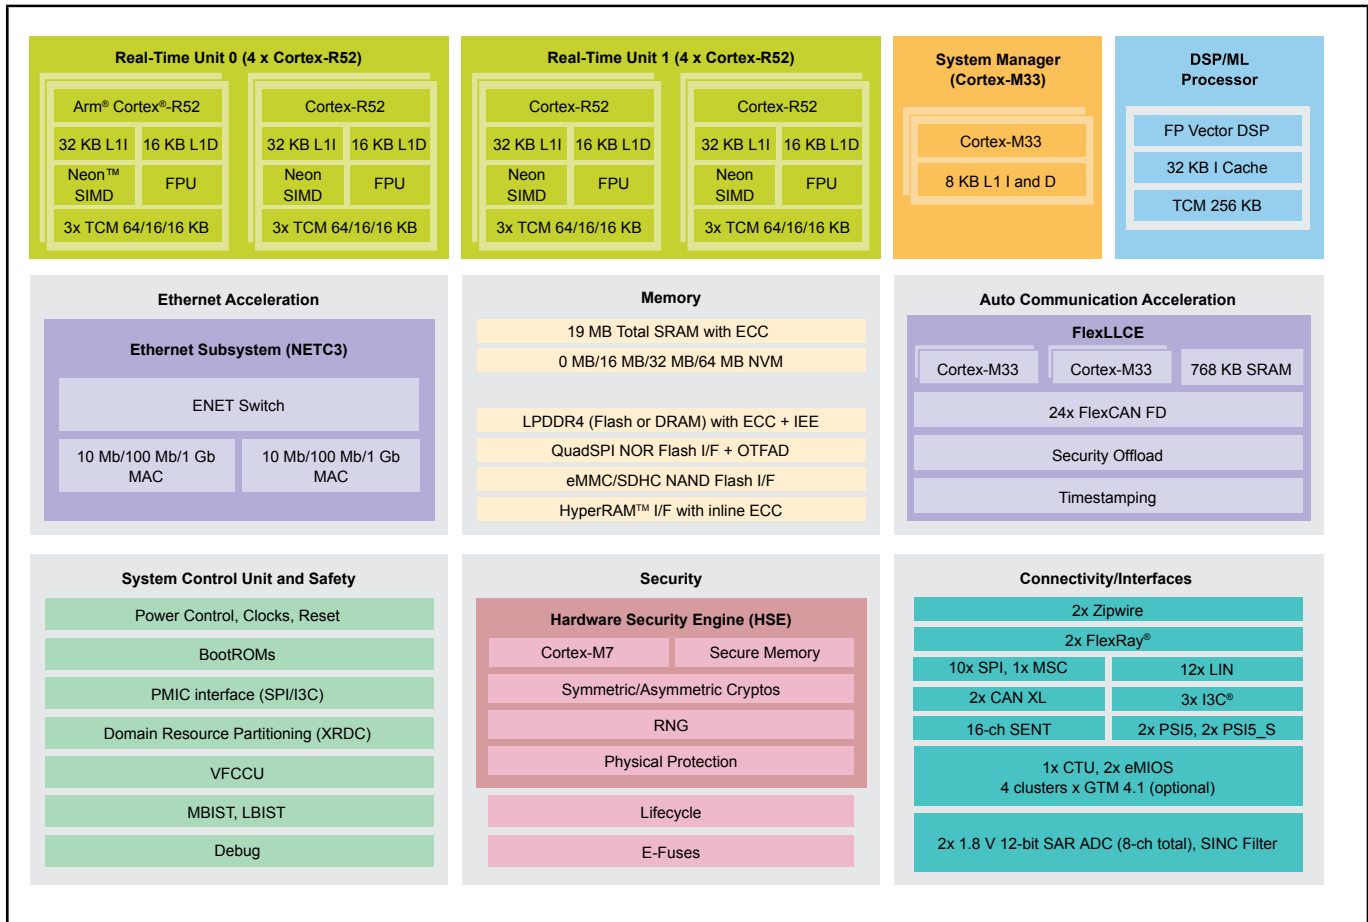 Real-Time Unit 0 (4 x Cortex-R52)
Arm® Cortex®-R52
32 KB L1I
16 KB L1D
Neon™
SIMD
FPU
3x TCM 64/16/16 KB
Cortex-R52
32 KB L1I
16 KB L1D
Neon
SIMD
FPU
3x TCM 64/16/16 KB
Real-Time Unit 1 (4 x Cortex-R52)
Cortex-R52
32 KB L1I
16 KB L1D
Neon
SIMD
FPU
3x TCM 64/16/16 KB
Cortex-R52
32 KB L1I
16 KB L1D
Neon
SIMD
FPU
3x TCM 64/16/16 KB
System Manager
(Cortex-M33)
Cortex-M33
8 KB L1 I and D
DSP/ML
Processor
FP Vector DSP
32 KB I Cache
TCM 256 KB
Ethernet Acceleration
Ethernet Subsystem (NETC3)
ENET Switch
10 Mb/100 Mb/1 Gb
MAC
10 Mb/100 Mb/1 Gb
MAC
Memory
19 MB Total SRAM with ECC
0 MB/16 MB/32 MB/64 MB NVM
LPDDR4 (Flash or DRAM) with ECC + IEE
QuadSPI NOR Flash I/F + OTFAD
eMMC/SDHC NAND Flash I/F
HyperRAM™ I/F with inline ECC
Auto Communication Acceleration
FlexLLCE
Cortex-M33
Cortex-M33
768 KB SRAM
24x FlexCAN FD
Security Offload
Timestamping
System Control Unit and Safety
Power Control, Clocks, Reset
BootROMs
PMIC interface (SPI/I3C)
Domain Resource Partitioning (XRDC)
VFCCU
MBIST, LBIST
Debug
Security
Hardware Security Engine (HSE)
Cortex-M7
Secure Memory
Symmetric/Asymmetric Cryptos
RNG
Physical Protection
Lifecycle
E-Fuses
Connectivity/Interfaces
2x Zipwire
2x FlexRay®
10x SPI, 1x MSC
12x LIN
2x CAN XL
3x I3C®
16-ch SENT
2x PSI5, 2x PSI5_S
1x CTU, 2x eMIOS
4 clusters x GTM 4.1 (optional)
2x 1.8 V 12-bit SAR ADC (8-ch total), SINC Filter